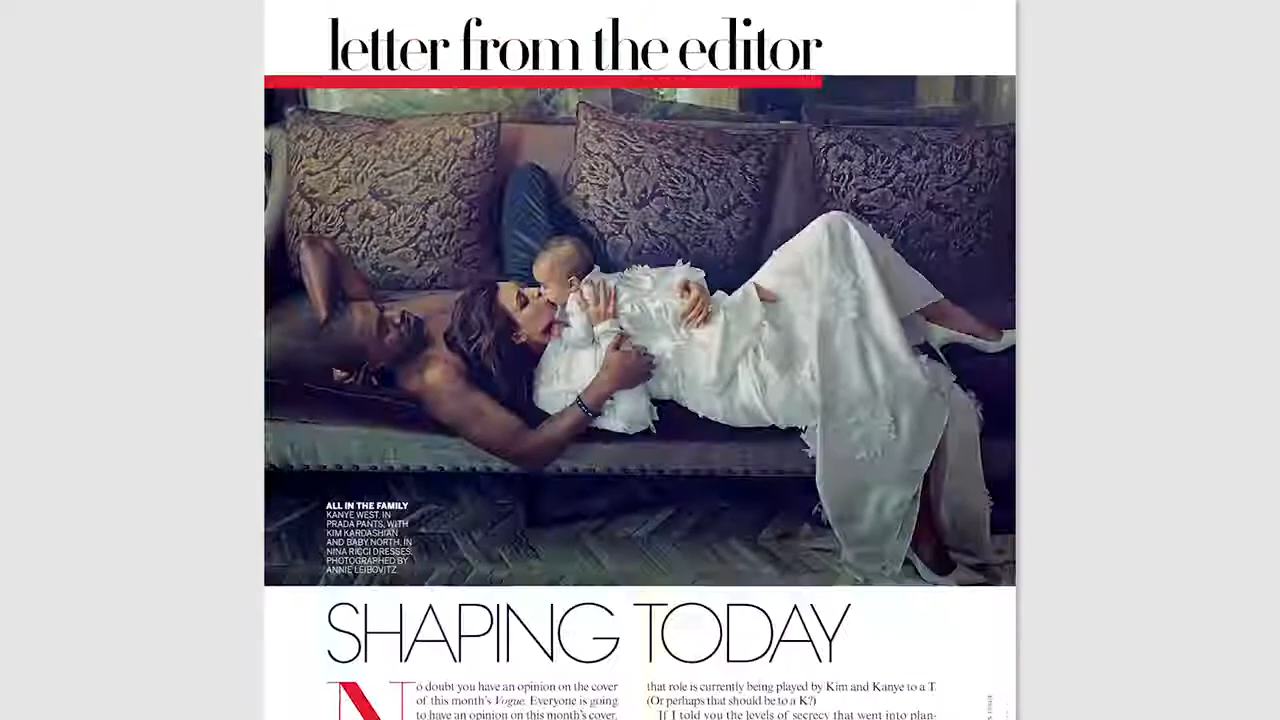 letter from the editor
ALL IN THE FAMILY
KANYE WEST, IN
PRADA PANTS, WITH
KIM KARDASHIAN
AND BABY NORTH, IN
NINA RICCI DRESSES.
PHOTOGRAPHED BY
ANNIE LEIBOVITZ.
SHAPING TODAY
No doubt you have an opinion on the cover
of this month's Vogue. Everyone is going
to have an opinion on this month's cover,
that role is currently being played by Kim and Kanye to a T.
(Or perhaps that should be to a K?)
If I told you the levels of secrecy that went into plan-